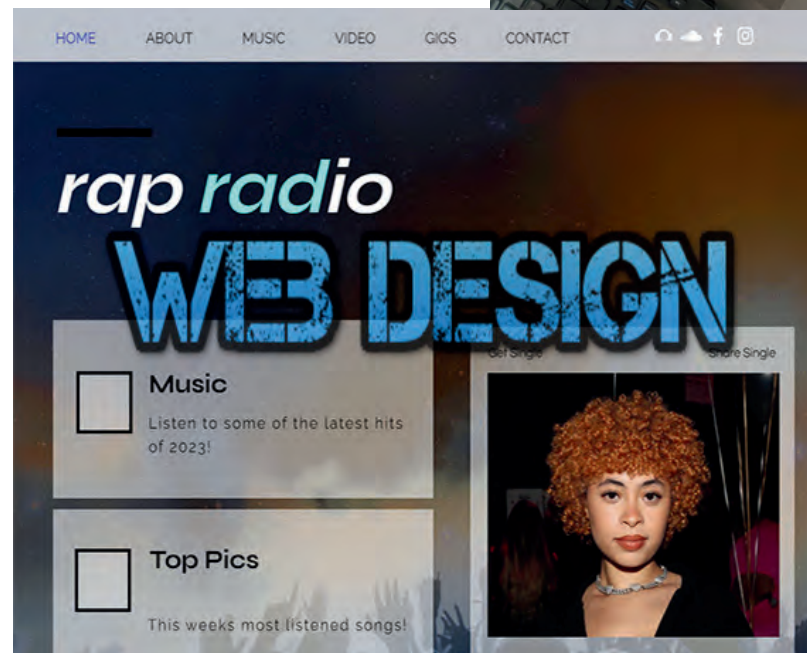 HOME ABOUT MUSIC VIDEO GIGS CONTACT
rap radio
WEB DESIGN
Get Single Share Single
Music
Listen to some of the latest hits
of 2023!
Top Pics
This weeks most listened songs!